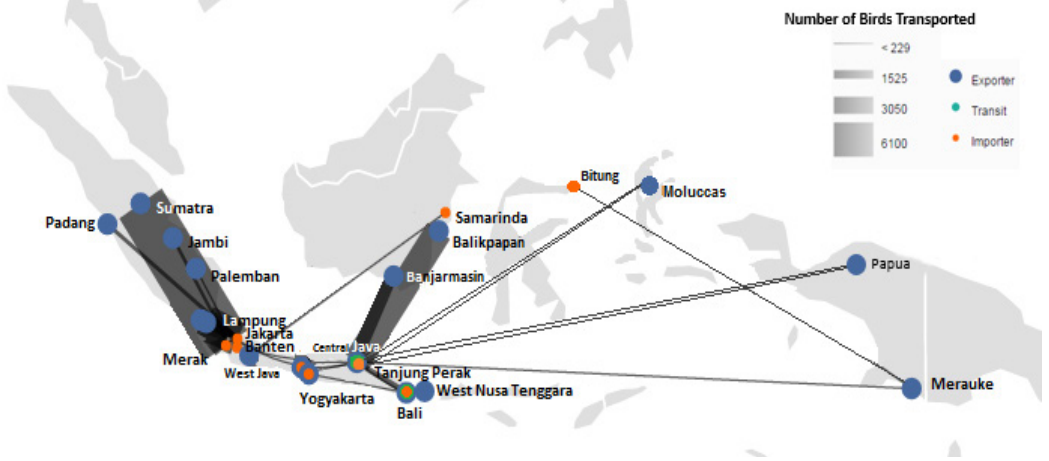 Number of Birds Transported
< 229
1525
Exporter
3050
Transit
6100
Importer
Bitung
Moluccas
Sumatra
Padang
Samarinda
Jambi
Balikpapan
Papua
Palemban
Banjarmasin
Lampung
Jakarta
Banten
Central Java
Merak
West Java
Tanjung Perak
Merauke
West Nusa Tenggara
Yogyakarta
Bali